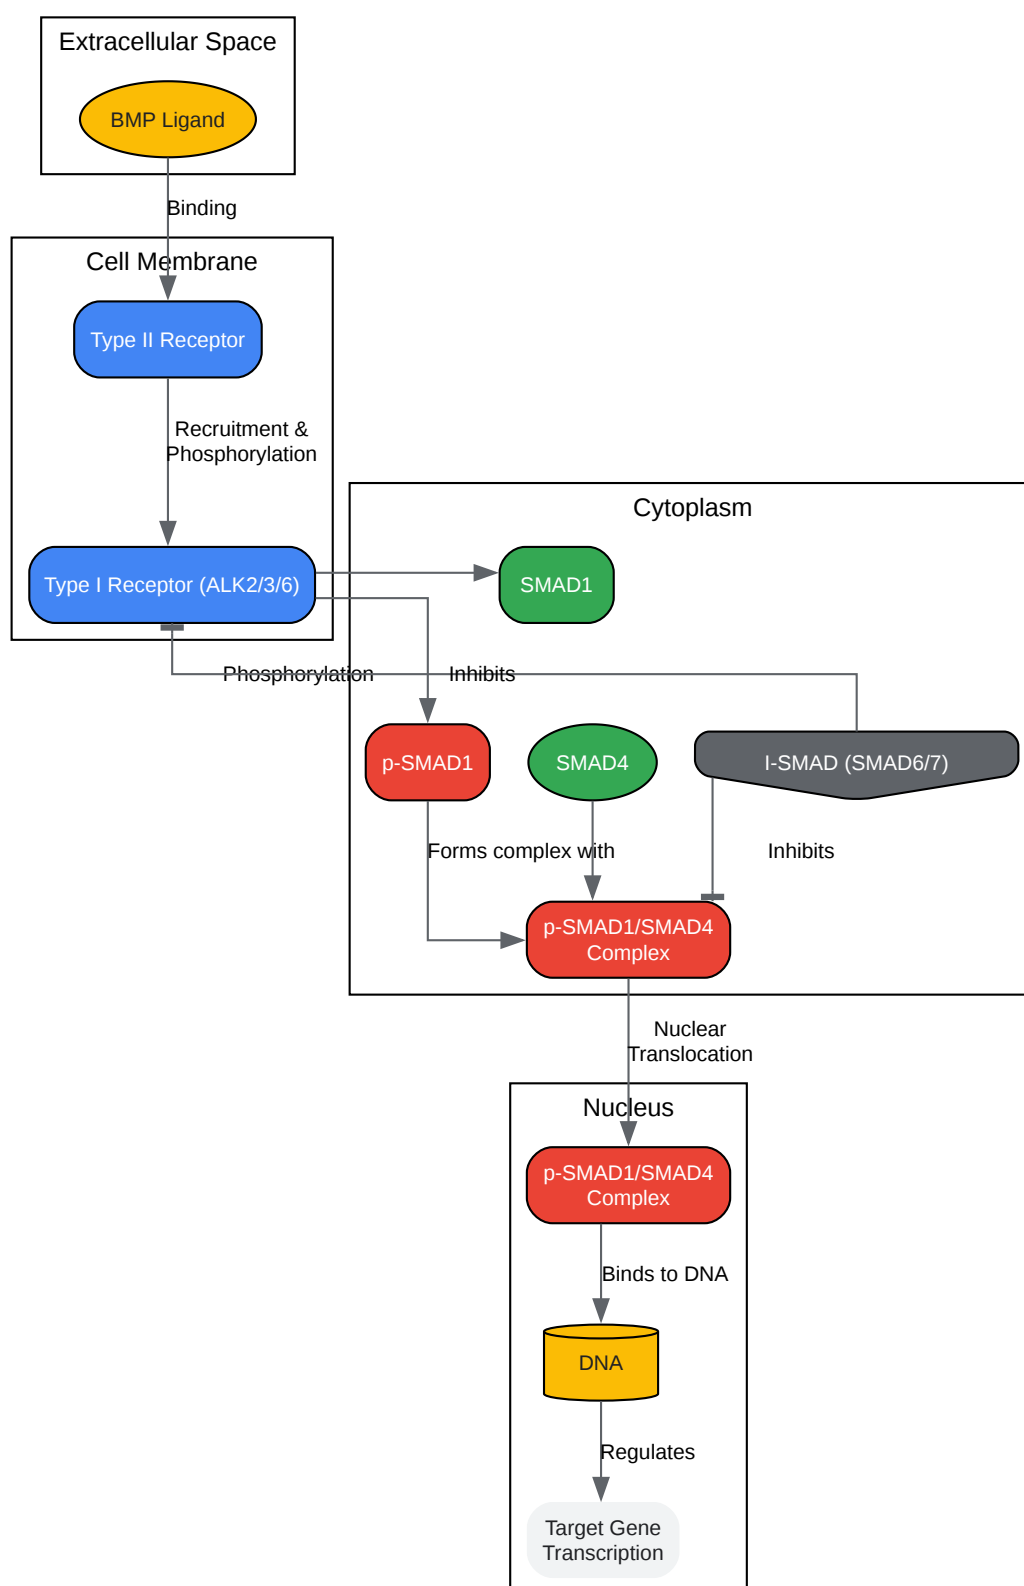 Extracellular Space
BMP Ligand
Binding
Cell Membrane
Type II Receptor
Recruitment &
Phosphorylation
Cytoplasm
Type I Receptor (ALK2/3/6)
SMAD1
Phosphorylation
Inhibits
p-SMAD1
SMAD4
I-SMAD (SMAD6/7)
Forms complex with
Inhibits
p-SMAD1/SMAD4
Complex
Nuclear
Translocation
Nucleus
p-SMAD1/SMAD4
Complex
Binds to DNA
DNA
Regulates
Target Gene
Transcription